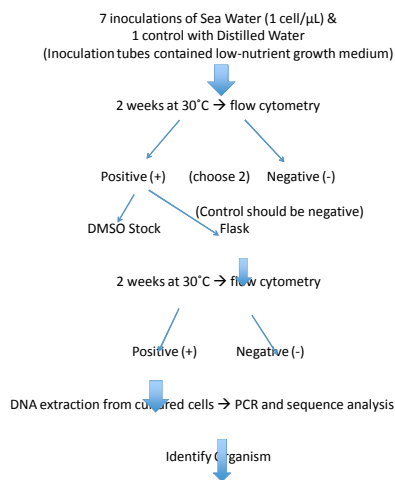 7 inoculations of Sea Water (1 cell/µL) &
1 control with Distilled Water
(Inoculation tubes contained low-nutrient growth medium)
2 weeks at 30˚C → flow cytometry
Positive (+) (choose 2) Negative (-)
(Control should be negative)
DMSO Stock Flask
2 weeks at 30˚C → flow cytometry
Positive (+) Negative (-)
DNA extraction from cultured cells → PCR and sequence analysis
Identify Organism